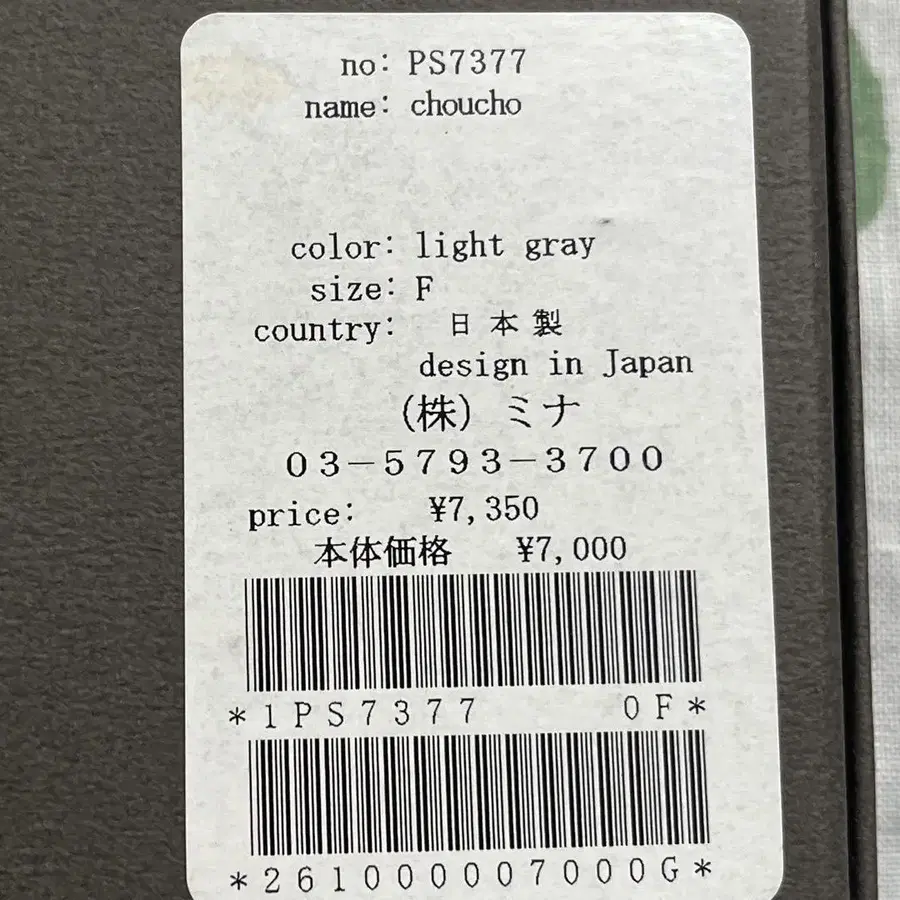 no: PS7377
name: choucho
color: light gray
size: F
country: 日本製
design in Japan
(株) ミナ
03-5793-3700
price: ¥7,350
本体価格 ¥7,000
*1PS7377 0F*
*2610000007000G*